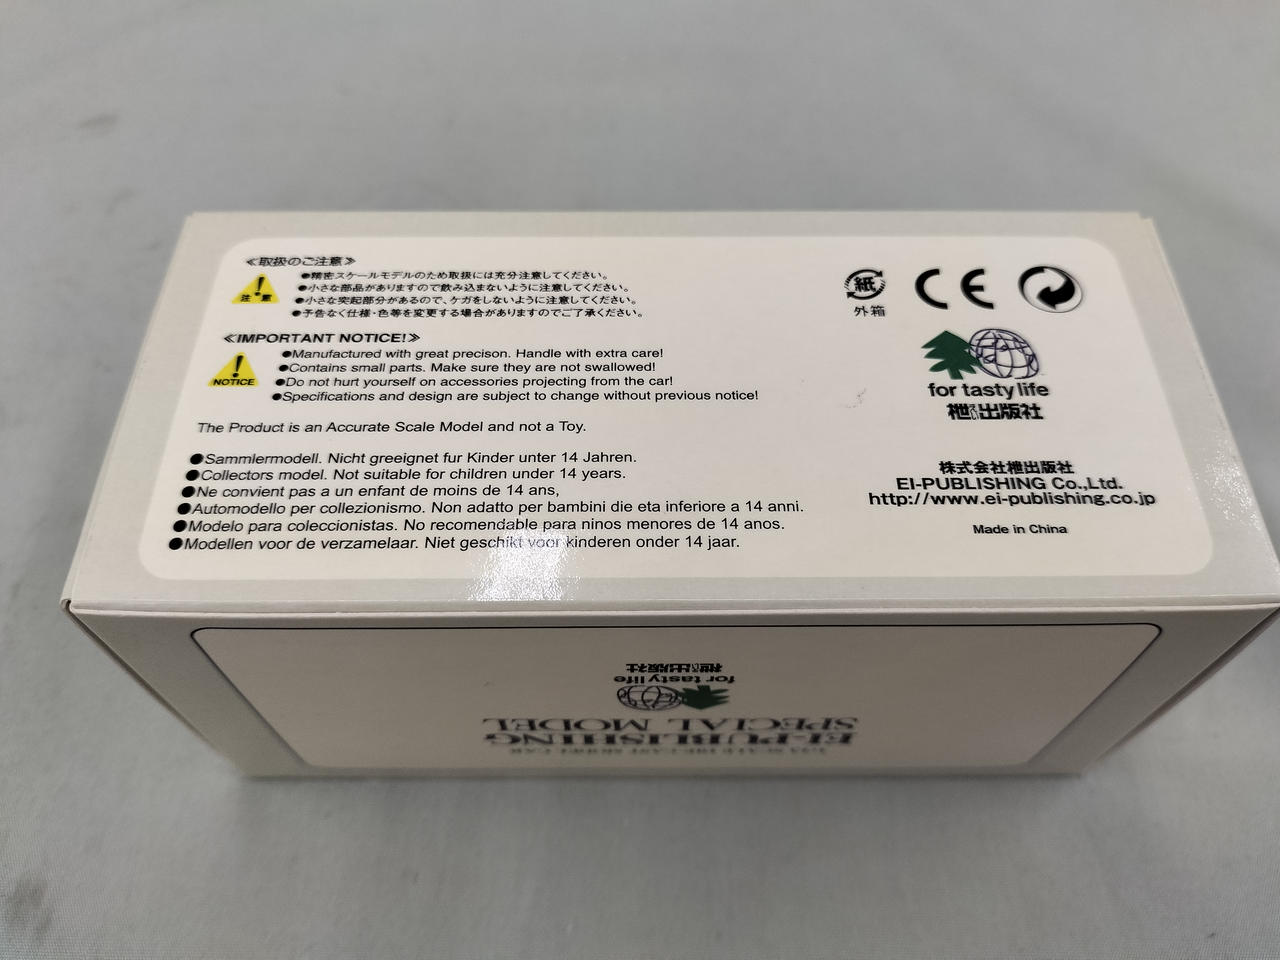 ≪取扱のご注意≫
注意
●精密スケールモデルのため取扱には充分注意してください。
●小さな部品がありますので飲み込まないように注意してください。
●小さな突起部分があるので、ケガをしないように注意してください。
●予告なく仕様・色等を変更する場合がありますのでご了承ください。
≪IMPORTANT NOTICE!≫
NOTICE
●Manufactured with great precison. Handle with extra care!
●Contains small parts. Make sure they are not swallowed!
●Do not hurt yourself on accessories projecting from the car!
●Specifications and design are subject to change without previous notice!
The Product is an Accurate Scale Model and not a Toy.
●Sammlermodell. Nicht greeignet fur Kinder unter 14 Jahren.
●Collectors model. Not suitable for children under 14 years.
●Ne convient pas a un enfant de moins de 14 ans,
●Automodello per collezionismo. Non adatto per bambini die eta inferiore a 14 anni.
●Modelo para coleccionistas. No recomendable para ninos menores de 14 anos.
●Modellen voor de verzamelaar. Niet geschikt voor kinderen onder 14 jaar.
紙
外箱
CE
for tasty life
枻出版社
株式会社枻出版社
EI-PUBLISHING Co.,Ltd.
http://www.ei-publishing.co.jp
Made in China
枻出版社
for tasty life
SPECIAL MODEL
EI-PUBLISHING